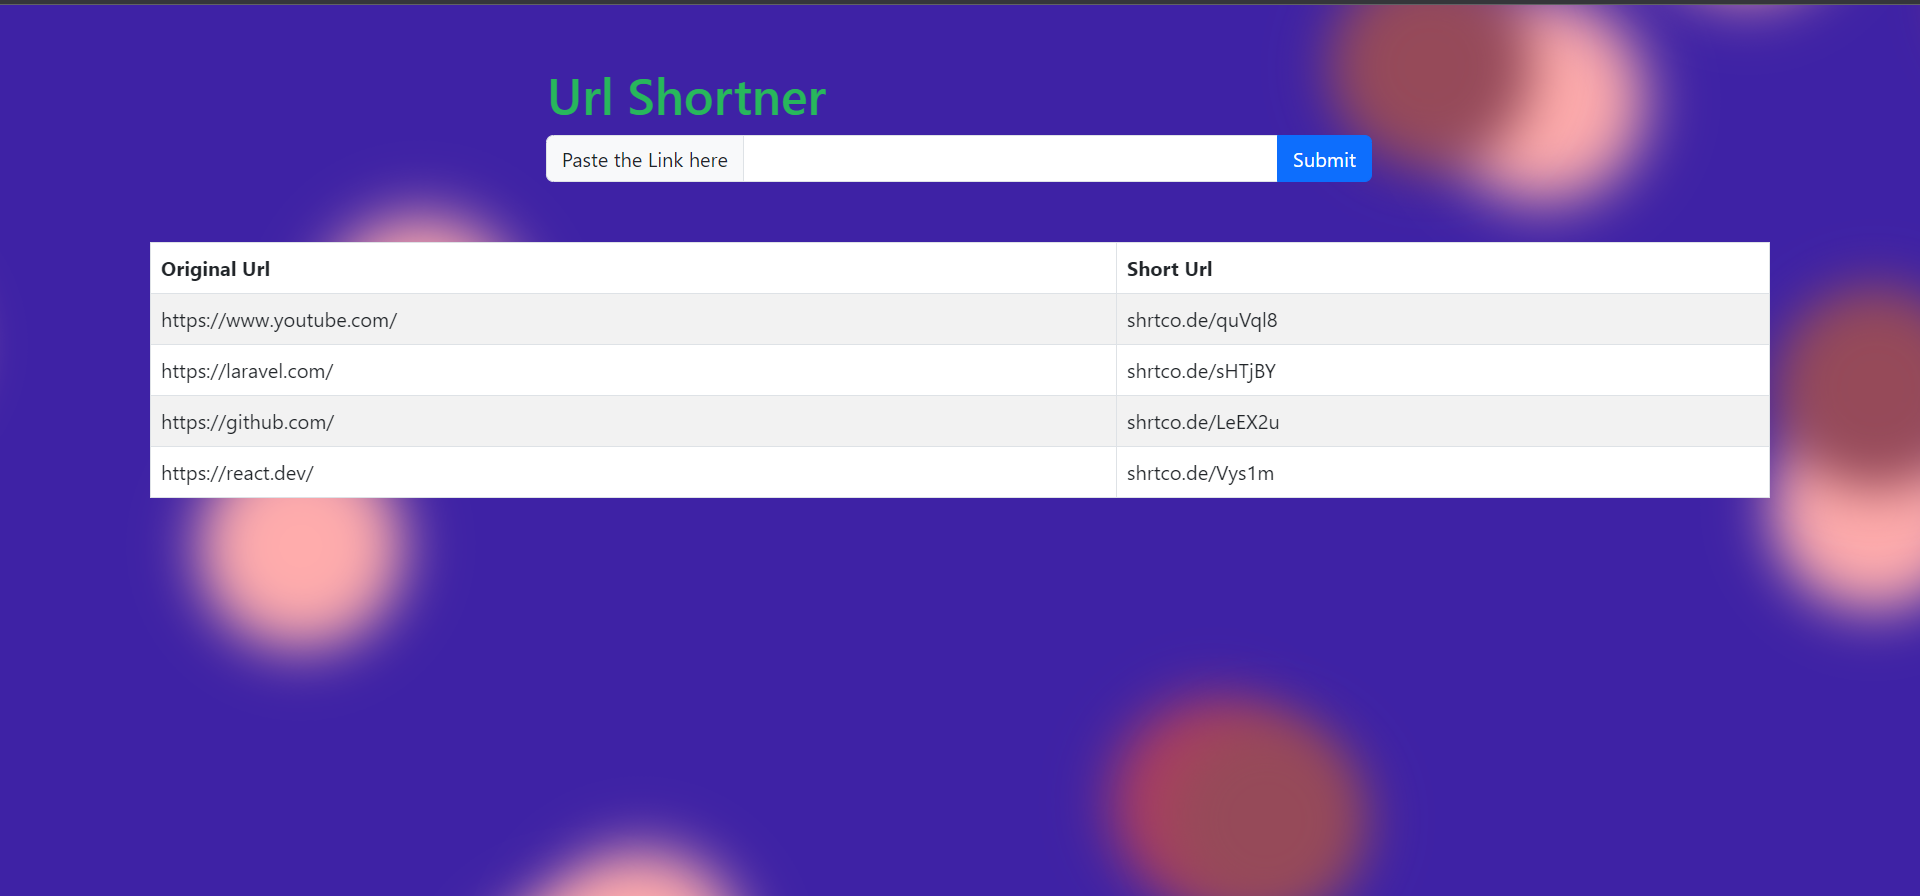 Url Shortner
Paste the Link here Submit
Original Url Short Url
https://www.youtube.com/ shrtco.de/quVql8
https://laravel.com/ shrtco.de/sHTjBY
https://github.com/ shrtco.de/LeEX2u
https://react.dev/ shrtco.de/Vys1m